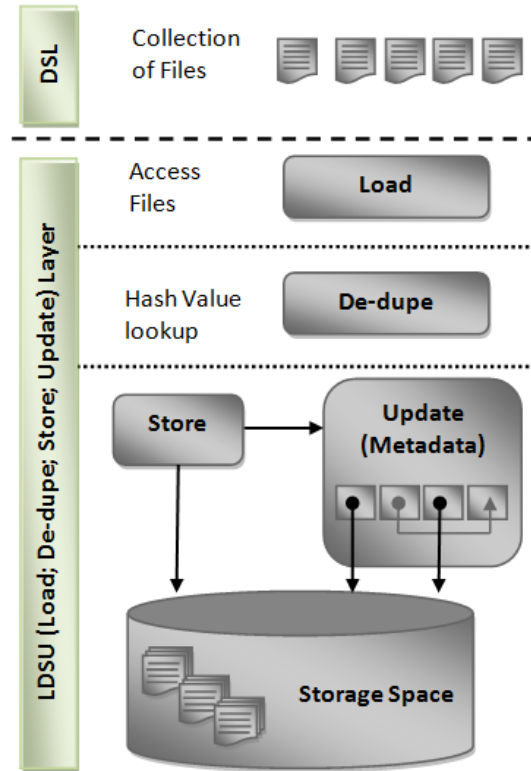 DSL
Collection
of Files
LDSU (Load; De-dupe; Store; Update) Layer
Access
Files
Load
Hash Value
lookup
De-dupe
Store
Update
(Metadata)
Storage Space